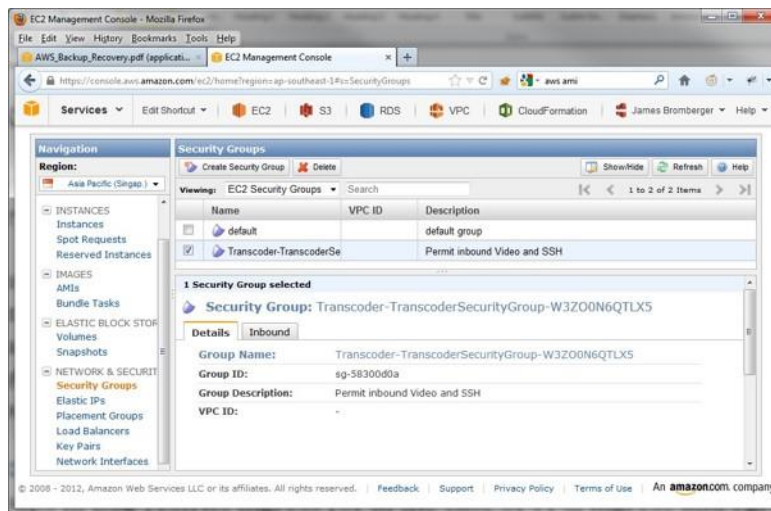 EC2 Management Console - Mozilla Firefox
File Edit View History Bookmarks Tools Help
AWS_Backup_Recovery.pdf (applicati... EC2 Management Console
https://console.aws.amazon.com/ec2/home?region=ap-southeast-1#s=SecurityGroups aws ami
Services Edit Shortcut EC2 S3 RDS VPC CloudFormation James Bromberger Help
Navigation
Region:
Asia Pacific (Singap.)
INSTANCES
Instances
Spot Requests
Reserved Instances
IMAGES
AMIs
Bundle Tasks
ELASTIC BLOCK STOR
Volumes
Snapshots
NETWORK & SECURIT
Security Groups
Elastic IPs
Placement Groups
Load Balancers
Key Pairs
Network Interfaces
Security Groups
Create Security Group Delete Show/Hide Refresh Help
Viewing: EC2 Security Groups Search 1 to 2 of 2 Items
Name VPC ID Description
default default group
Transcoder-TranscoderSe Permit inbound Video and SSH
1 Security Group selected
Security Group: Transcoder-TranscoderSecurityGroup-W3ZO0N6QTLX5
Details Inbound
Group Name: Transcoder-TranscoderSecurityGroup-W3ZO0N6QTLX5
Group ID: sg-58300d0a
Group Description: Permit inbound Video and SSH
VPC ID: -
© 2008 - 2012, Amazon Web Services LLC or its affiliates. All rights reserved. Feedback Support Privacy Policy Terms of Use An amazon.com company